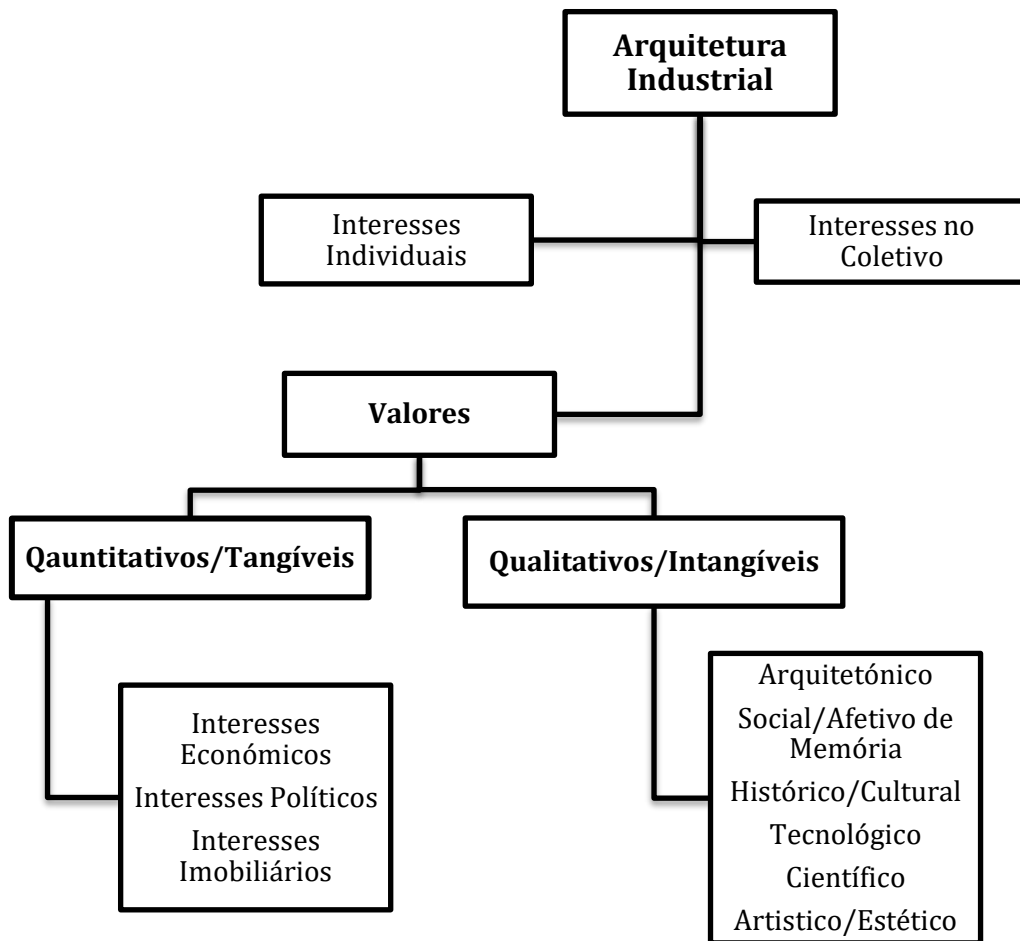 Arquitetura
Industrial
Interesses
Individuais
Interesses no
Coletivo
Valores
Qauntitativos/Tangíveis
Qualitativos/Intangíveis
Interesses
Económicos
Interesses Políticos
Interesses
Imobiliários
Arquitetónico
Social/Afetivo de
Memória
Histórico/Cultural
Tecnológico
Científico
Artistico/Estético